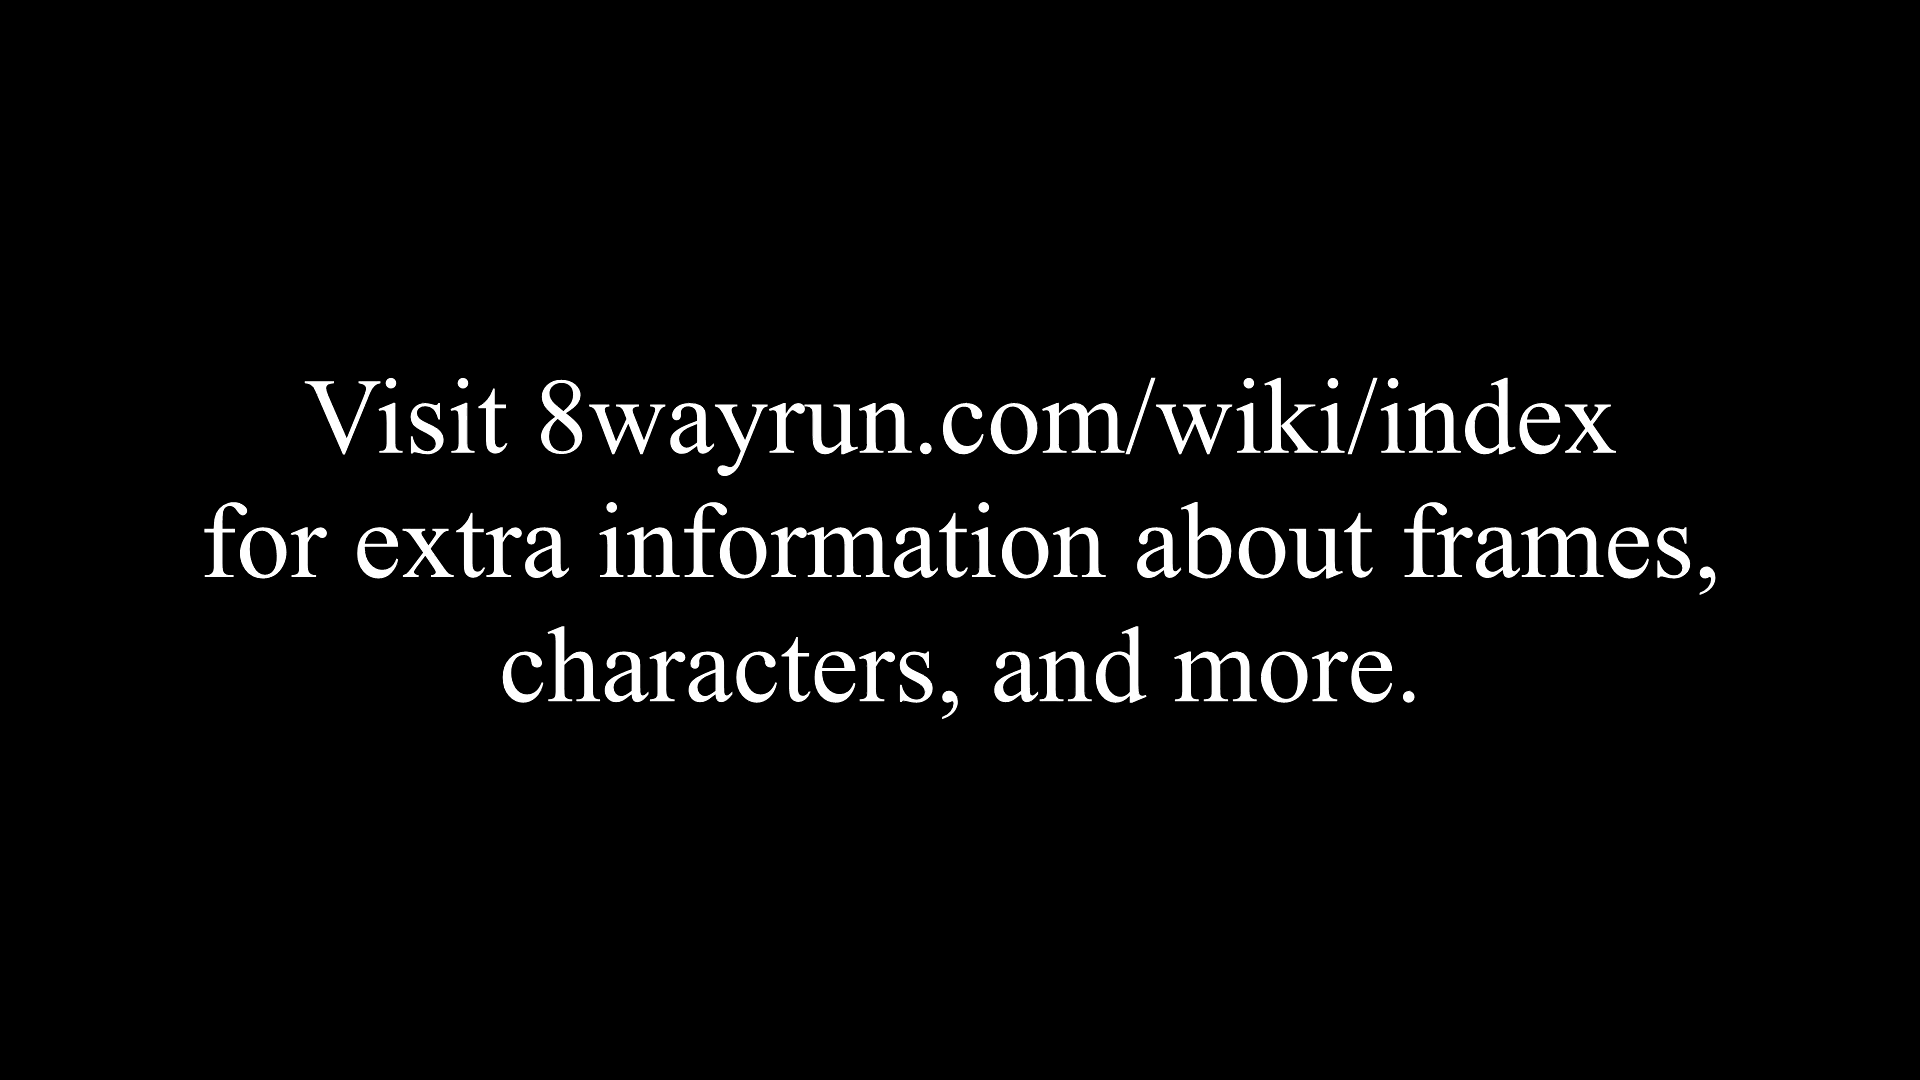 Visit 8wayrun.com/wiki/index
for extra information about frames,
characters, and more.